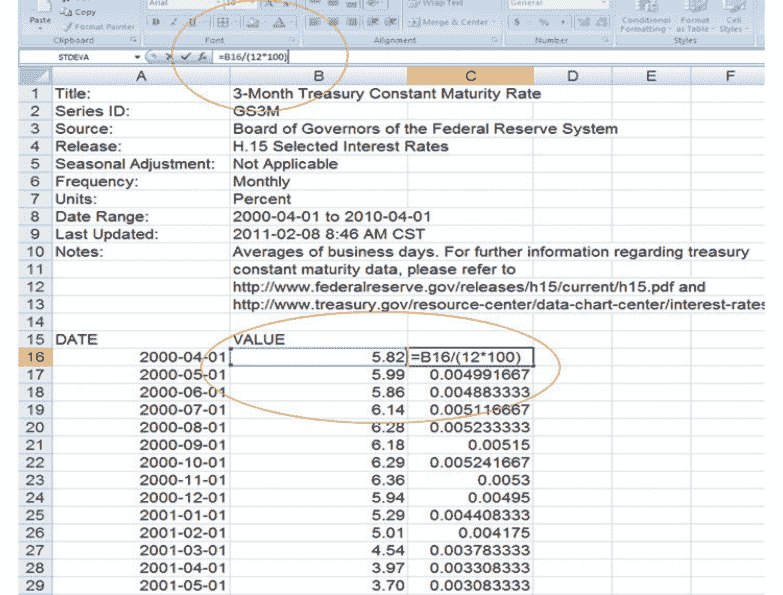 Copy
Paste
Format Painter
Clipboard
Arial
B I U
Font
Alignment
Wrap Text
Merge & Center
General
$ %
Number
Conditional Formatting
Format as Table
Cell Styles
Styles
STDEVA fx =B16/(12*100)
A B C D E F
1 Title: 3-Month Treasury Constant Maturity Rate
2 Series ID: GS3M
3 Source: Board of Governors of the Federal Reserve System
4 Release: H.15 Selected Interest Rates
5 Seasonal Adjustment: Not Applicable
6 Frequency: Monthly
7 Units: Percent
8 Date Range: 2000-04-01 to 2010-04-01
9 Last Updated: 2011-02-08 8:46 AM CST
10 Notes: Averages of business days. For further information regarding treasury
11 constant maturity data, please refer to
12 http://www.federalreserve.gov/releases/h15/current/h15.pdf and
13 http://www.treasury.gov/resource-center/data-chart-center/interest-rates
14
15 DATE VALUE
16 2000-04-01 5.82 =B16/(12*100)
17 2000-05-01 5.99 0.004991667
18 2000-06-01 5.86 0.004883333
19 2000-07-01 6.14 0.005116667
20 2000-08-01 6.28 0.005233333
21 2000-09-01 6.18 0.00515
22 2000-10-01 6.29 0.005241667
23 2000-11-01 6.36 0.0053
24 2000-12-01 5.94 0.00495
25 2001-01-01 5.29 0.004408333
26 2001-02-01 5.01 0.004175
27 2001-03-01 4.54 0.003783333
28 2001-04-01 3.97 0.003308333
29 2001-05-01 3.70 0.003083333